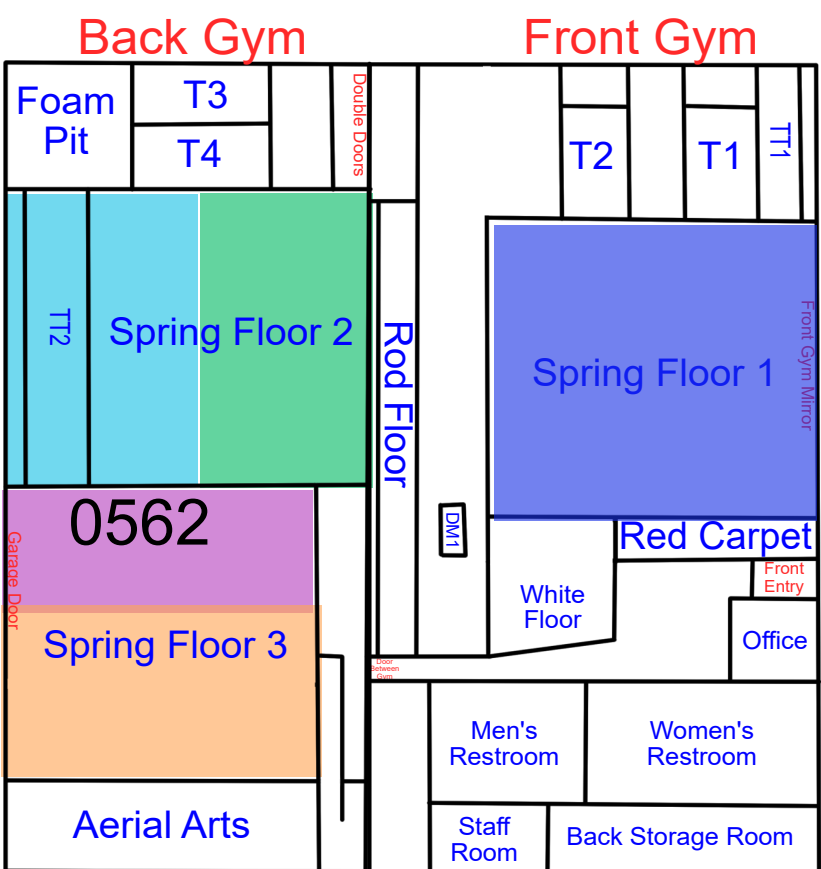 Back Gym
Front Gym
Foam
Pit
T3
T4
Double Doors
T2
T1
TT1
TT2
Spring Floor 2
Rod Floor
Spring Floor 1
Front Gym Mirror
0562
Garage Door
Spring Floor 3
DM1
Red Carpet
White
Floor
Front
Entry
Office
Door
Between
Gym
Men's
Restroom
Women's
Restroom
Aerial Arts
Staff
Room
Back Storage Room